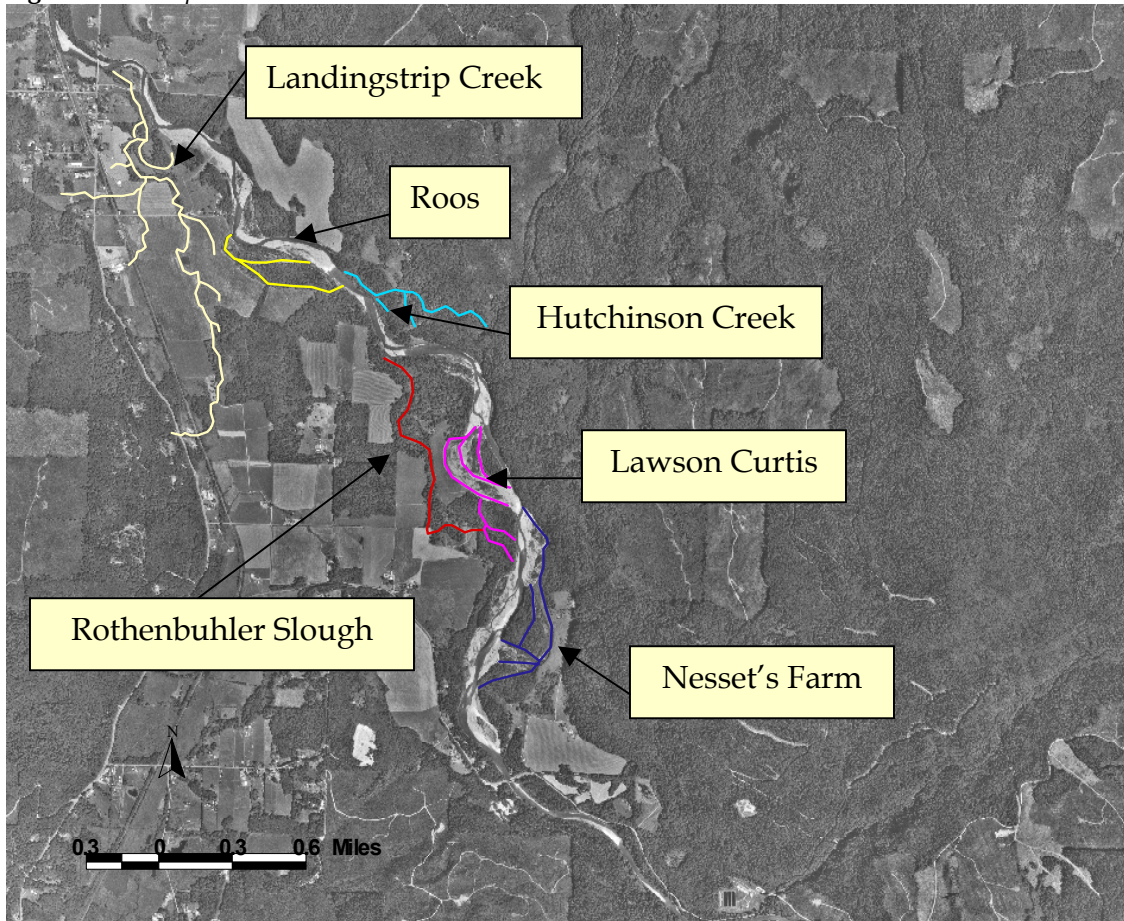 Landingstrip Creek
Roos
Hutchinson Creek
Lawson Curtis
Rothenbuhler Slough
Nesset's Farm
N
0.3 0 0.3 0.6 Miles